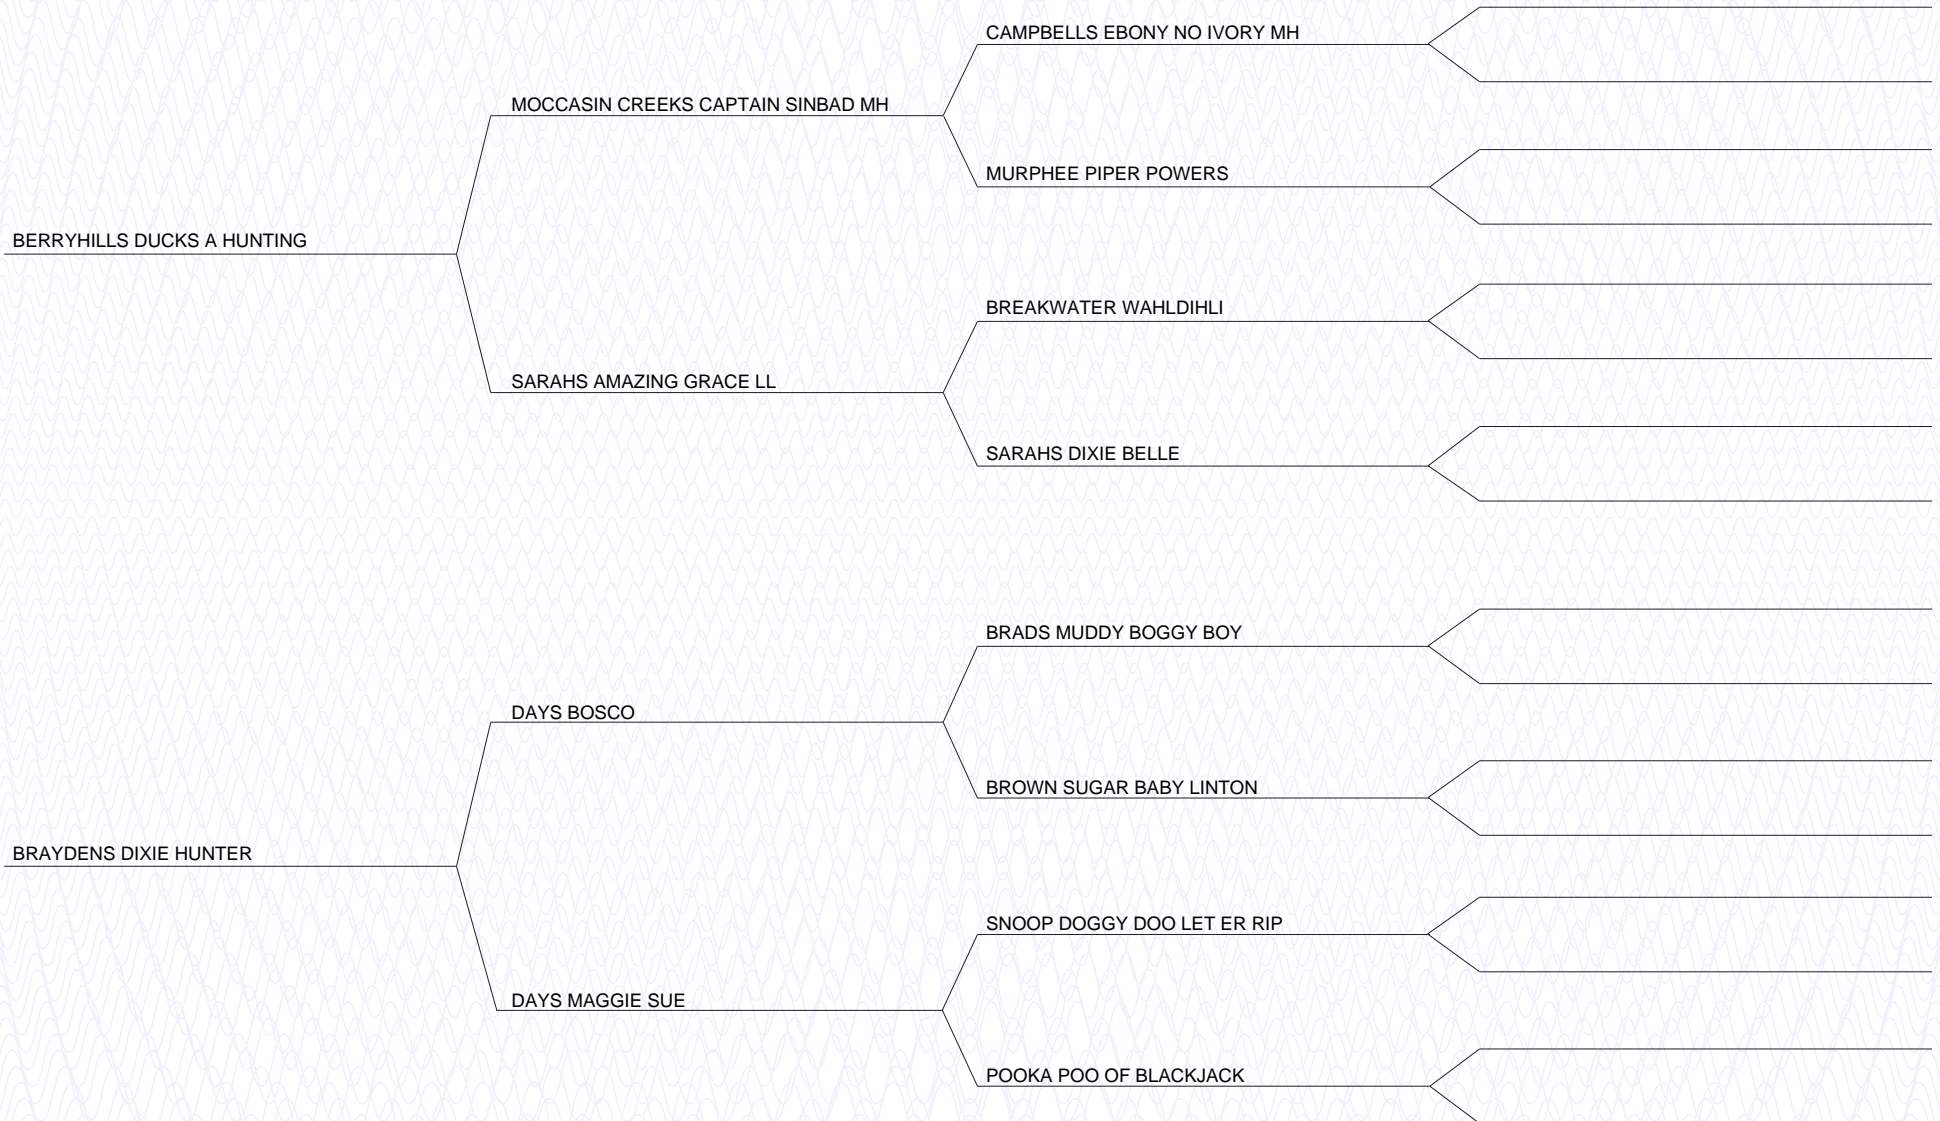 CAMPBELLS EBONY NO IVORY MH
MOCCASIN CREEKS CAPTAIN SINBAD MH
MURPHEE PIPER POWERS
BERRYHILLS DUCKS A HUNTING
BREAKWATER WAHLDIHLI
SARAHS AMAZING GRACE LL
SARAHS DIXIE BELLE
BRADS MUDDY BOGGY BOY
DAYS BOSCO
BROWN SUGAR BABY LINTON
BRAYDENS DIXIE HUNTER
SNOOP DOGGY DOO LET ER RIP
DAYS MAGGIE SUE
POOKA POO OF BLACKJACK